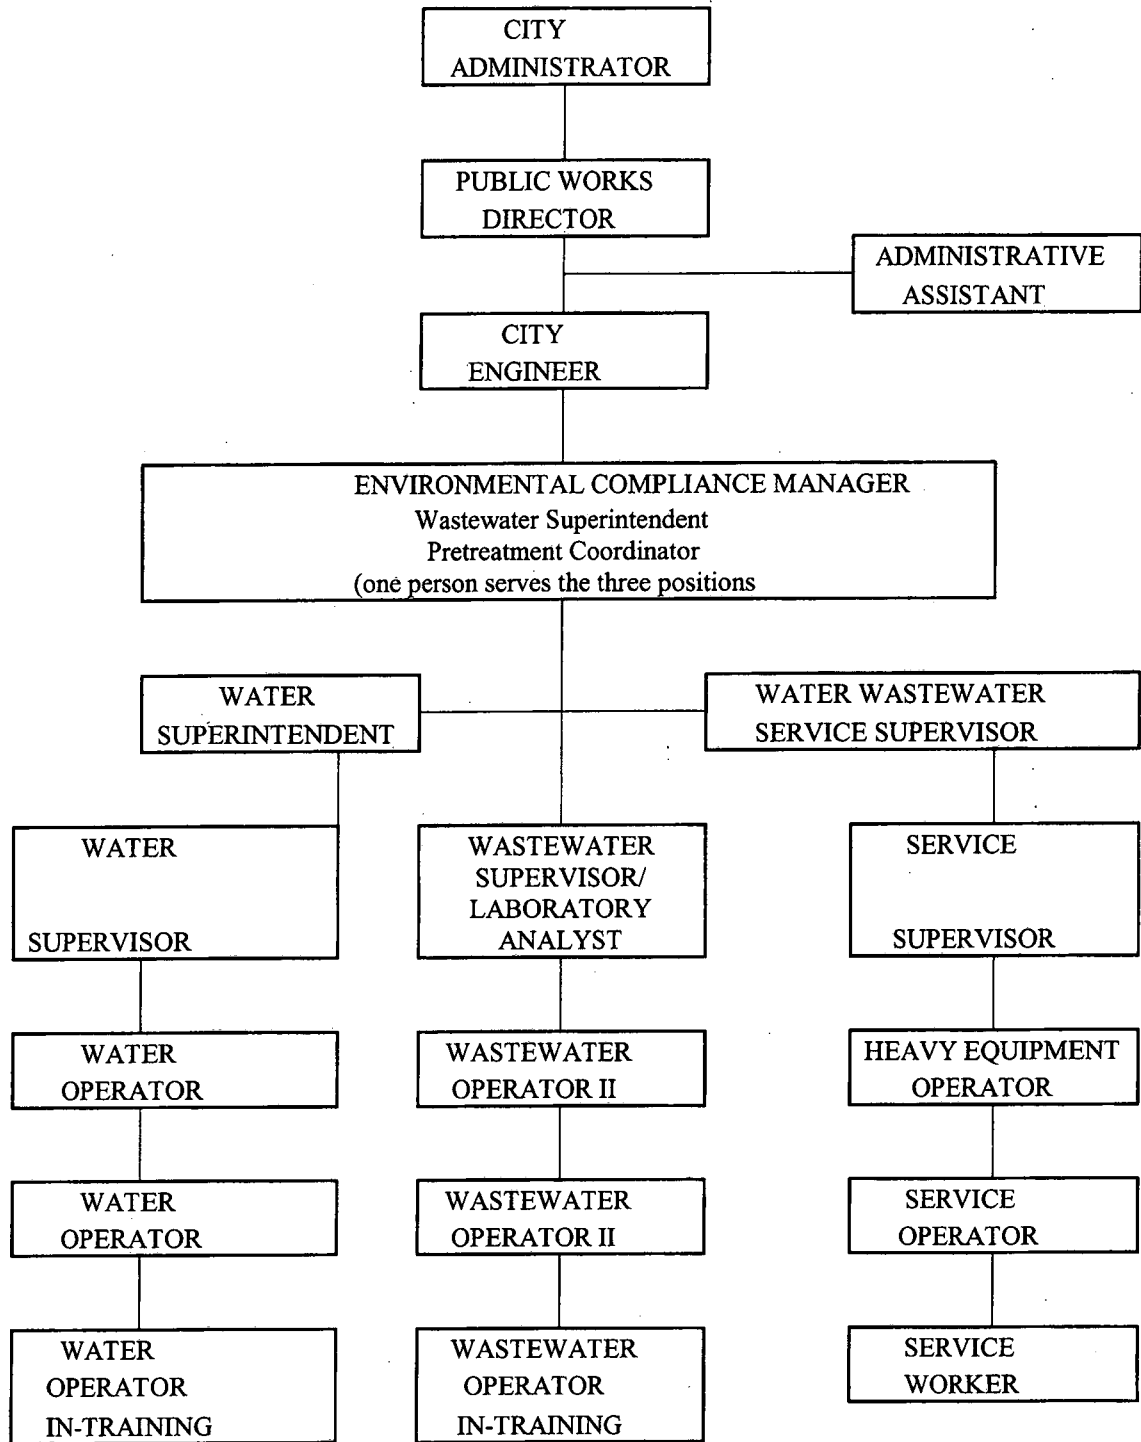 CITY
ADMINISTRATOR
PUBLIC WORKS
DIRECTOR
ADMINISTRATIVE
ASSISTANT
CITY
ENGINEER
ENVIRONMENTAL COMPLIANCE MANAGER
Wastewater Superintendent
Pretreatment Coordinator
(one person serves the three positions
WATER
SUPERINTENDENT
WATER WASTEWATER
SERVICE SUPERVISOR
WATER
SUPERVISOR
WASTEWATER
SUPERVISOR/
LABORATORY
ANALYST
SERVICE
SUPERVISOR
WATER
OPERATOR
WASTEWATER
OPERATOR II
HEAVY EQUIPMENT
OPERATOR
WATER
OPERATOR
WASTEWATER
OPERATOR II
SERVICE
OPERATOR
WATER
OPERATOR
IN-TRAINING
WASTEWATER
OPERATOR
IN-TRAINING
SERVICE
WORKER